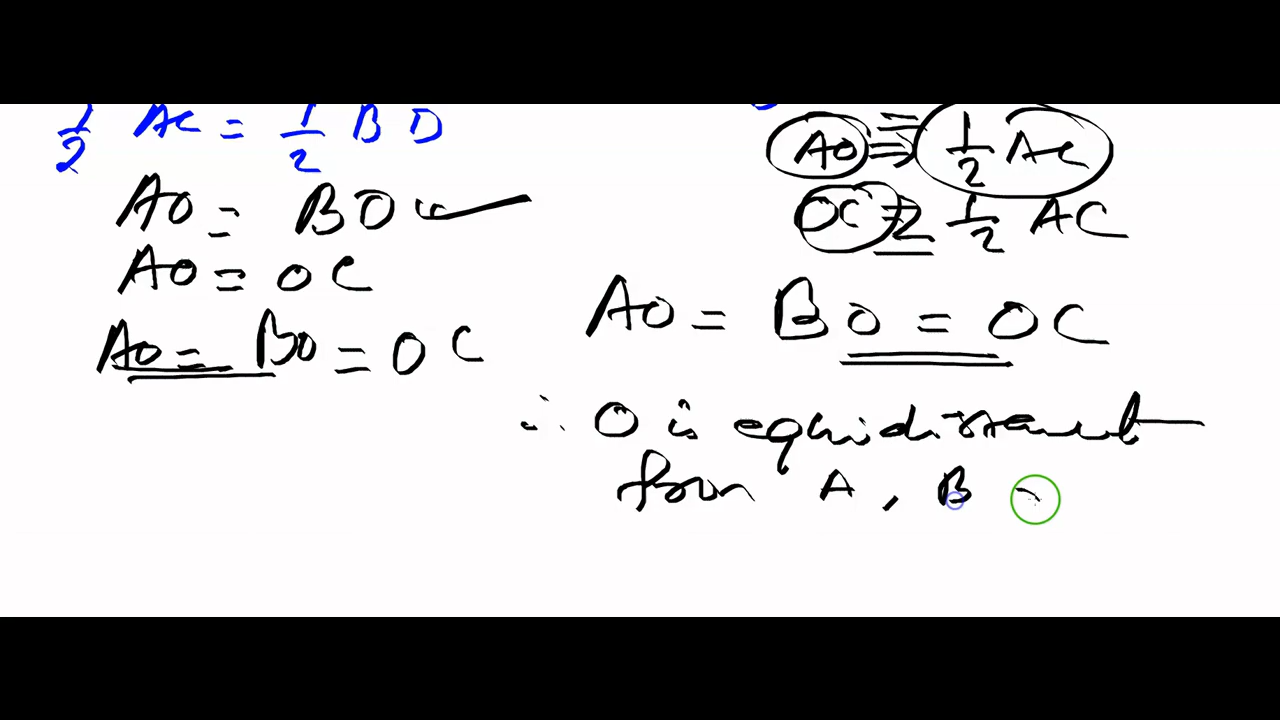 1/2 AC = 1/2 BD
AO = BO
AO = OC
AO = BO = OC
AO = 1/2 AC
OC = 1/2 AC
AO = BO = OC
∴ O is equidistant
from A, B